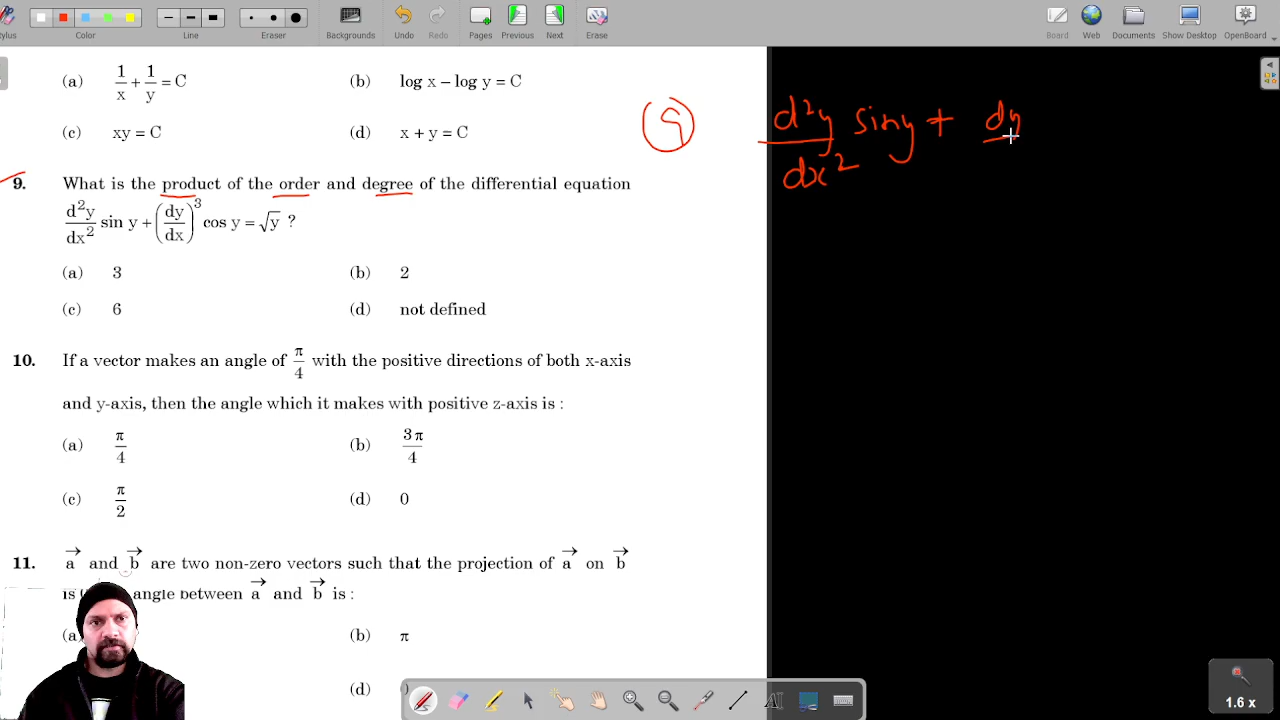 Stylus Color Line Eraser Backgrounds Undo Redo Pages Previous Next Erase Board Web Documents Show Desktop OpenBoard
(a) 1/x + 1/y = C (b) log x – log y = C
(c) xy = C (d) x + y = C
9. What is the product of the order and degree of the differential equation
d²y/dx² sin y + (dy/dx)³ cos y = √y ?
(a) 3 (b) 2
(c) 6 (d) not defined
10. If a vector makes an angle of π/4 with the positive directions of both x-axis
and y-axis, then the angle which it makes with positive z-axis is :
(a) π/4 (b) 3π/4
(c) π/2 (d) 0
11. a⃗ and b⃗ are two non-zero vectors such that the projection of a⃗ on b⃗
is angle between a⃗ and b⃗ is :
(a) (b) π
(d)
9 d²y/dx² siny + dy
1.6 x